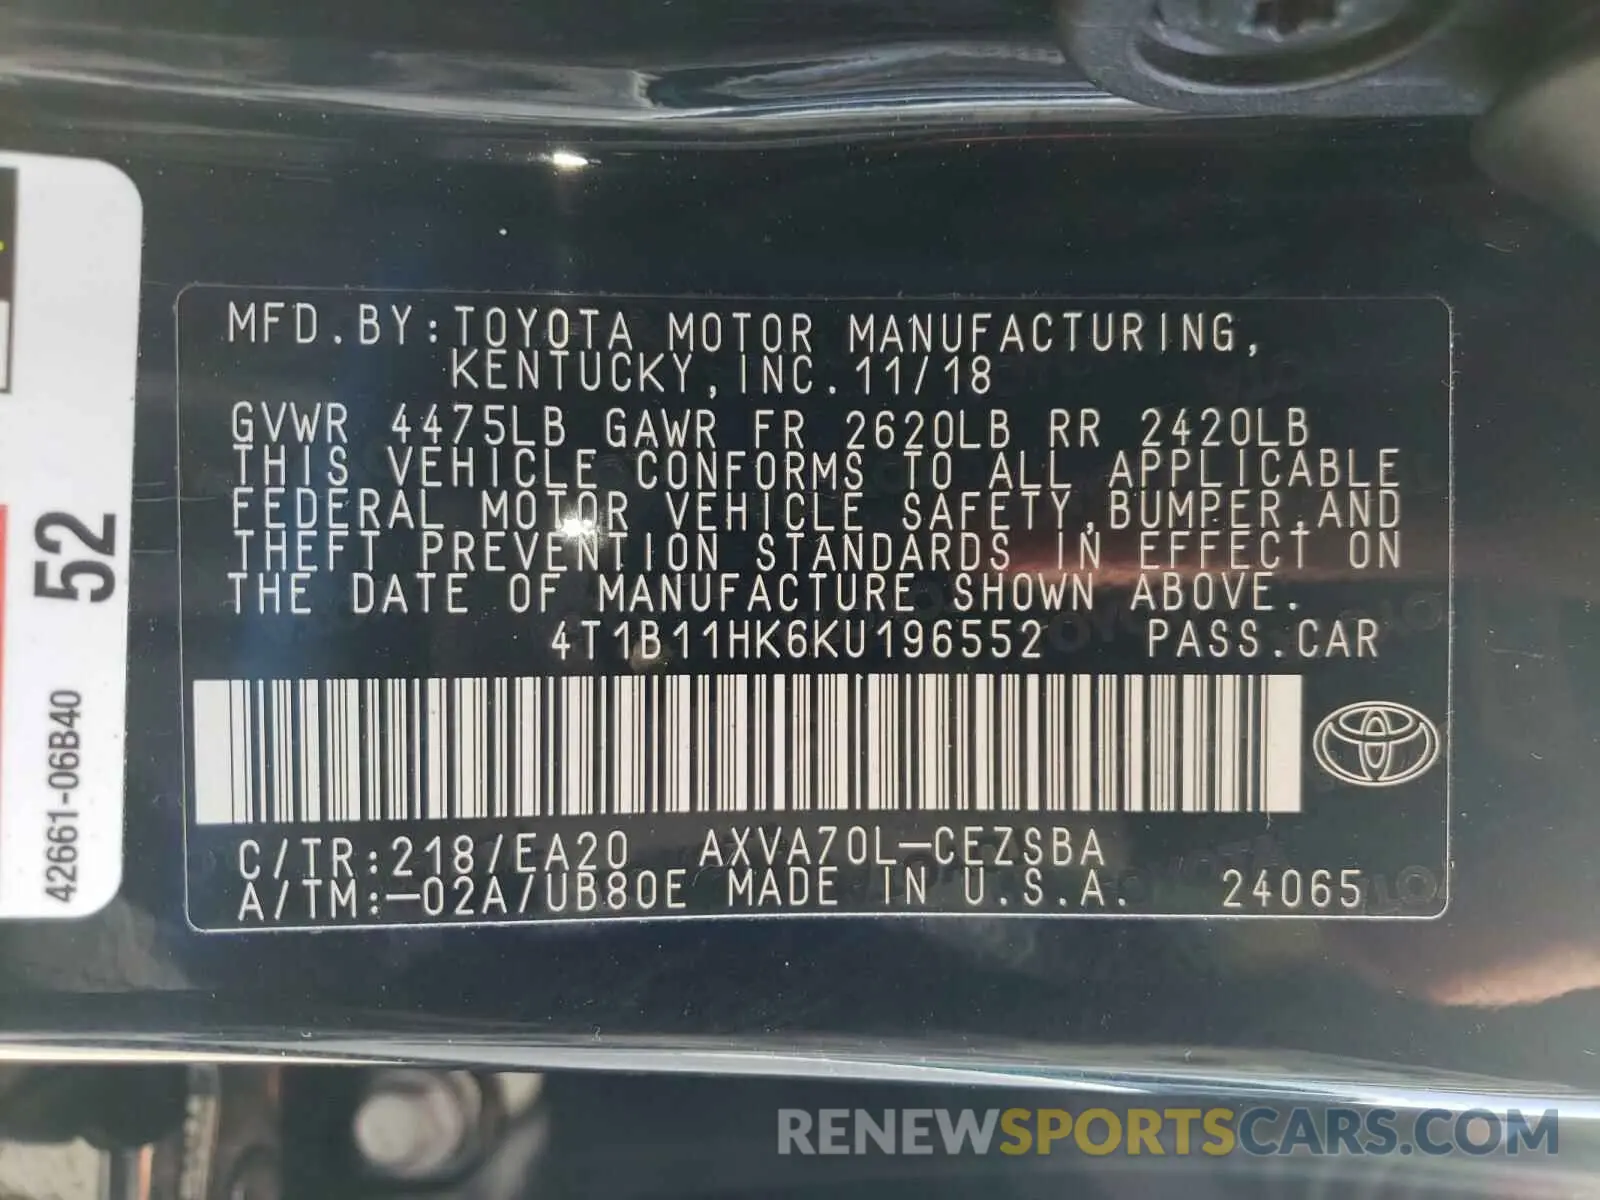 MFD.BY:TOYOTA MOTOR MANUFACTURING,
KENTUCKY,INC.11/18
GVWR 4475LB GAWR FR 2620LB RR 2420LB
THIS VEHICLE CONFORMS TO ALL APPLICABLE
FEDERAL MOTOR VEHICLE SAFETY,BUMPER,AND
THEFT PREVENTION STANDARDS IN EFFECT ON
THE DATE OF MANUFACTURE SHOWN ABOVE.
4T1B11HK6KU196552 PASS.CAR
C/TR:218/EA20 AXVA70L-CEZSBA
A/TM:-02A/UB80E MADE IN U.S.A. 24065
52
42661-06B40
RENEWSPORTSCARS.COM